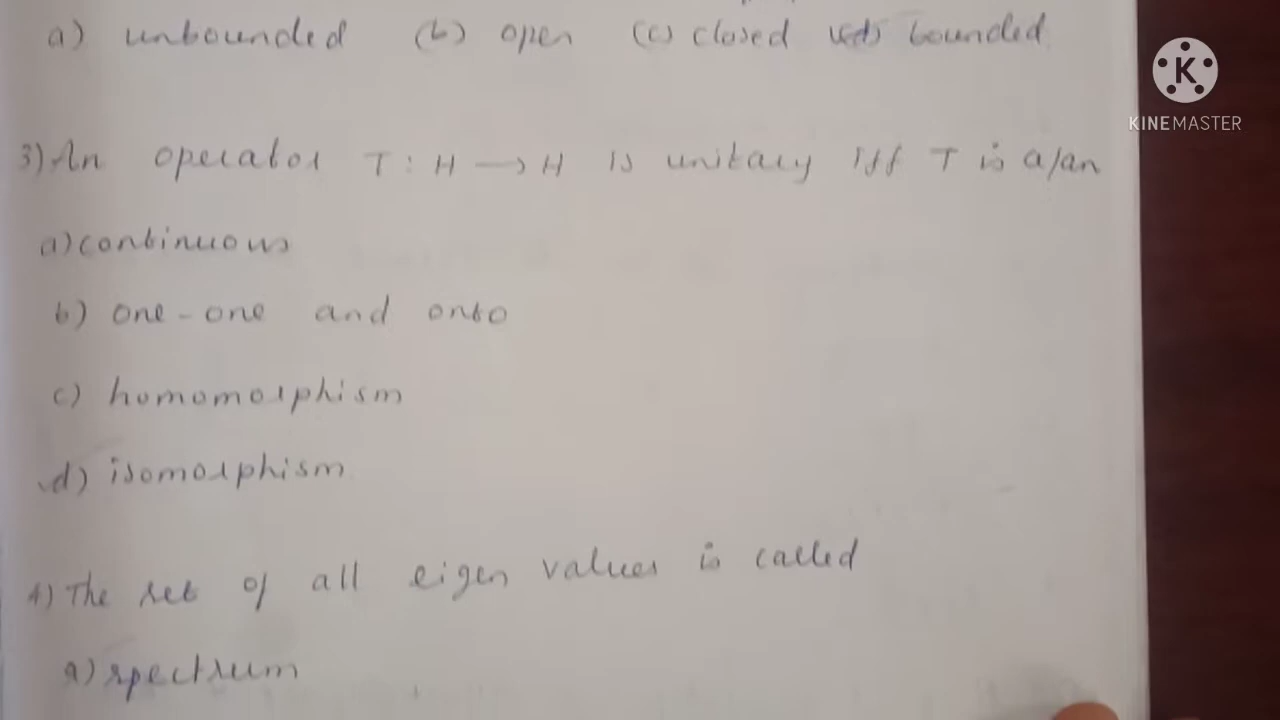 a) unbounded (b) open (c) closed (d) bounded
KINEMASTER
3) An operator T : H → H is unitary iff T is a/an
a) continuous
b) one-one and onto
c) homomorphism
d) isomorphism
4) The set of all eigen values is called
a) spectrum